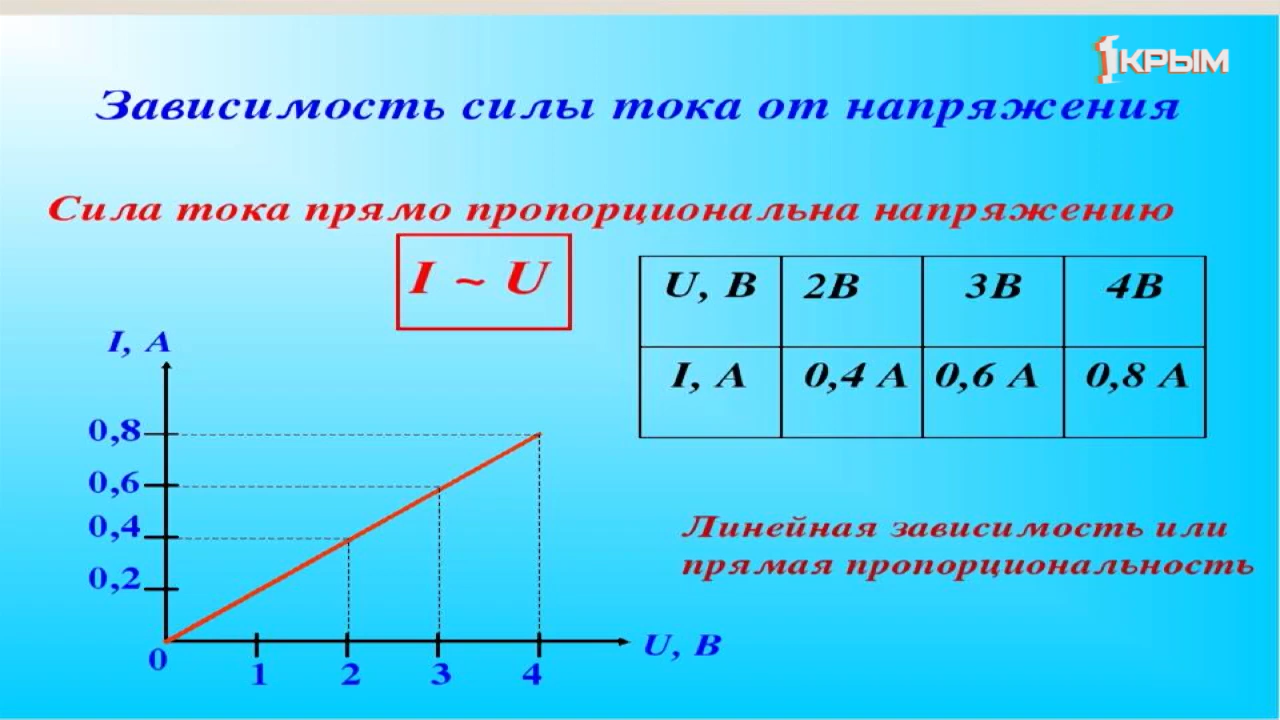 1КРЫМ
Зависимость силы тока от напряжения
Сила тока прямо пропорциональна напряжению
I ~ U
U, В 2В 3В 4В
I, А 0,4 А 0,6 А 0,8 А
I, А
0,8
0,6
0,4
0,2
0
1 2 3 4
U, В
Линейная зависимость или
прямая пропорциональность